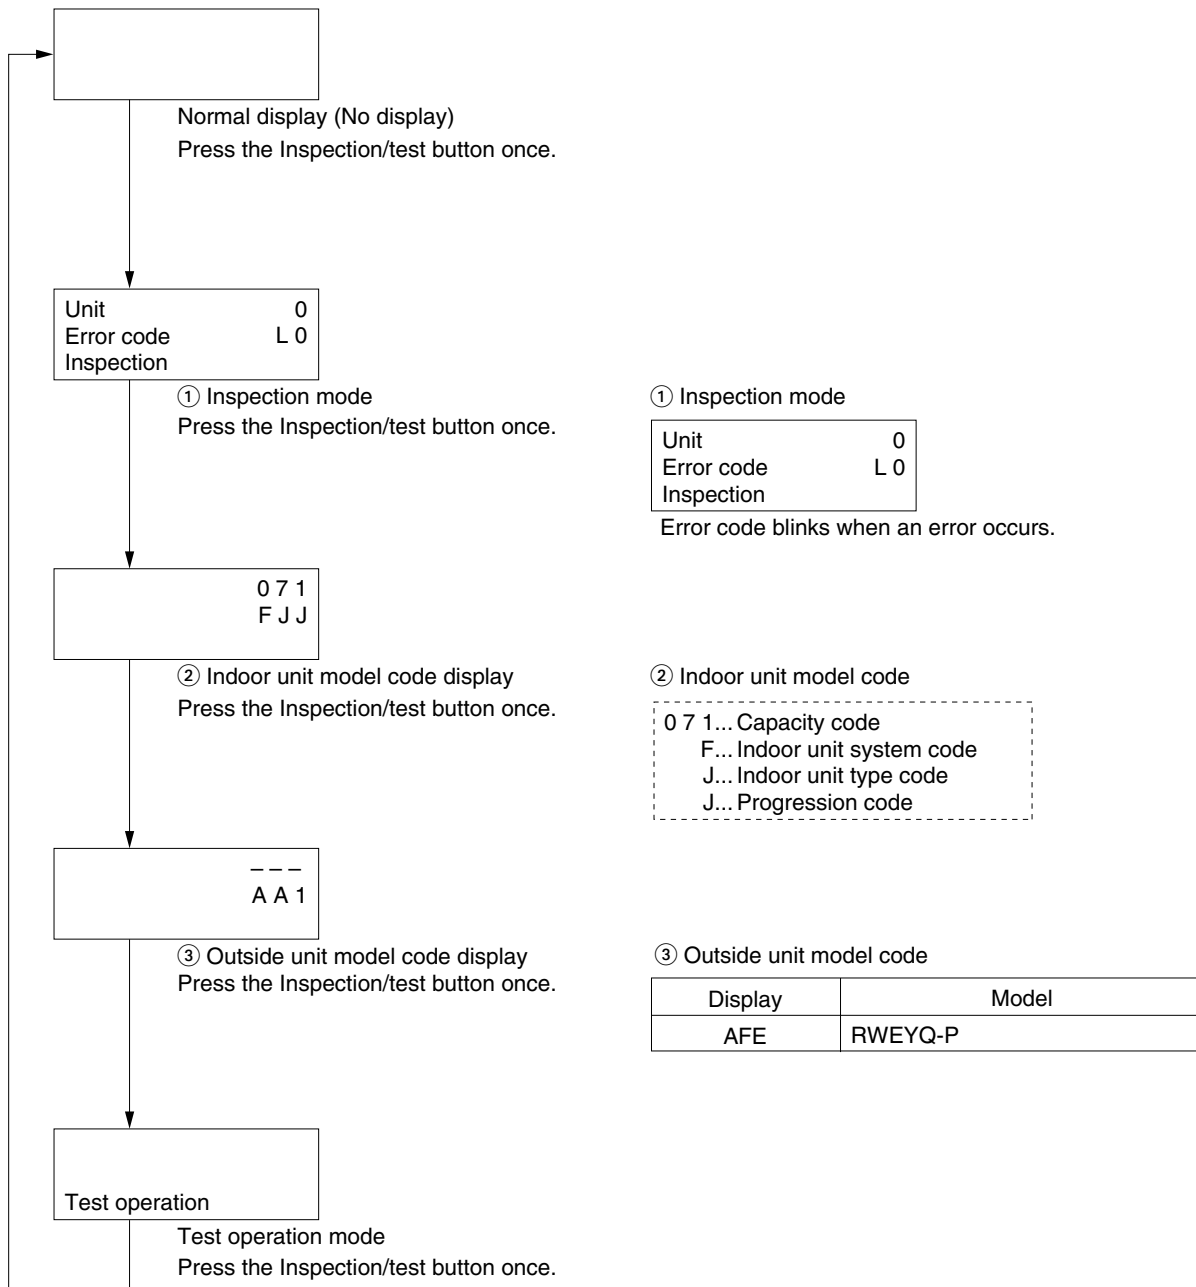 Normal display (No display)
Press the Inspection/test button once.
Unit 0
Error code L 0
Inspection
① Inspection mode
Press the Inspection/test button once.
① Inspection mode
Unit 0
Error code L 0
Inspection
Error code blinks when an error occurs.
0 7 1
F J J
② Indoor unit model code display
Press the Inspection/test button once.
② Indoor unit model code
0 7 1... Capacity code
F... Indoor unit system code
J... Indoor unit type code
J... Progression code
– – –
A A 1
③ Outside unit model code display
Press the Inspection/test button once.
③ Outside unit model code
Display Model
AFE RWEYQ-P
Test operation
Test operation mode
Press the Inspection/test button once.